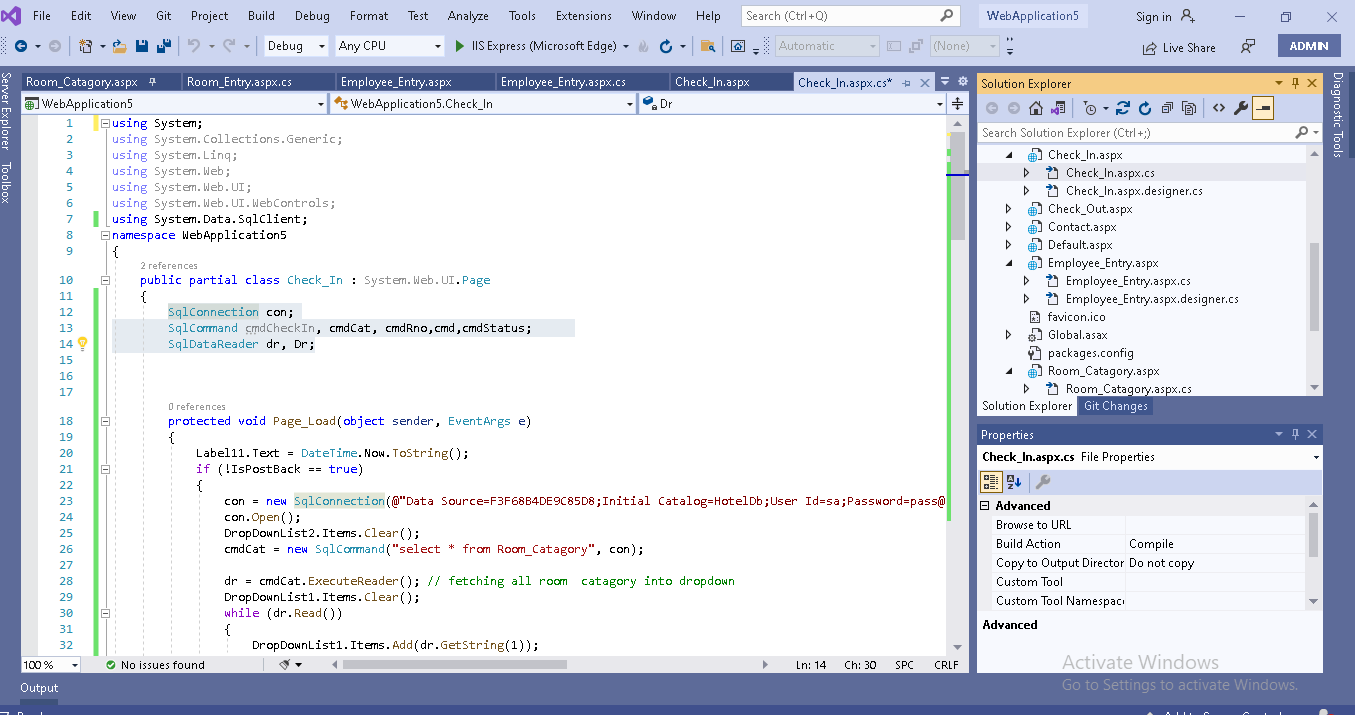 File Edit View Git Project Build Debug Format Test Analyze Tools Extensions Window Help Search (Ctrl+Q) WebApplication5 Sign in
Debug Any CPU IIS Express (Microsoft Edge) Automatic (None) Live Share ADMIN
Server Explorer
Toolbox
Room_Catagory.aspx Room_Entry.aspx.cs Employee_Entry.aspx Employee_Entry.aspx.cs Check_In.aspx Check_In.aspx.cs*
WebApplication5 WebApplication5.Check_In Dr
1 using System;
2 using System.Collections.Generic;
3 using System.Linq;
4 using System.Web;
5 using System.Web.UI;
6 using System.Web.UI.WebControls;
7 using System.Data.SqlClient;
8 namespace WebApplication5
9 {
2 references
10 public partial class Check_In : System.Web.UI.Page
11 {
12 SqlConnection con;
13 SqlCommand cmdCheckIn, cmdCat, cmdRno,cmd,cmdStatus;
14 SqlDataReader dr, Dr;
15
16
17
0 references
18 protected void Page_Load(object sender, EventArgs e)
19 {
20 Label11.Text = DateTime.Now.ToString();
21 if (!IsPostBack == true)
22 {
23 con = new SqlConnection(@"Data Source=F3F68B4DE9C85D8;Initial Catalog=HotelDb;User Id=sa;Password=pass@
24 con.Open();
25 DropDownList2.Items.Clear();
26 cmdCat = new SqlCommand("select * from Room_Catagory", con);
27
28 dr = cmdCat.ExecuteReader(); // fetching all room catagory into dropdown
29 DropDownList1.Items.Clear();
30 while (dr.Read())
31 {
32 DropDownList1.Items.Add(dr.GetString(1));
100 % No issues found Ln: 14 Ch: 30 SPC CRLF
Output
Solution Explorer
Search Solution Explorer (Ctrl+;)
Check_In.aspx
Check_In.aspx.cs
Check_In.aspx.designer.cs
Check_Out.aspx
Contact.aspx
Default.aspx
Employee_Entry.aspx
Employee_Entry.aspx.cs
Employee_Entry.aspx.designer.cs
favicon.ico
Global.asax
packages.config
Room_Catagory.aspx
Room_Catagory.aspx.cs
Solution Explorer Git Changes
Properties
Check_In.aspx.cs File Properties
Advanced
Browse to URL
Build Action Compile
Copy to Output Director Do not copy
Custom Tool
Custom Tool Namespac
Advanced
Activate Windows
Go to Settings to activate Windows.
Diagnostic Tools